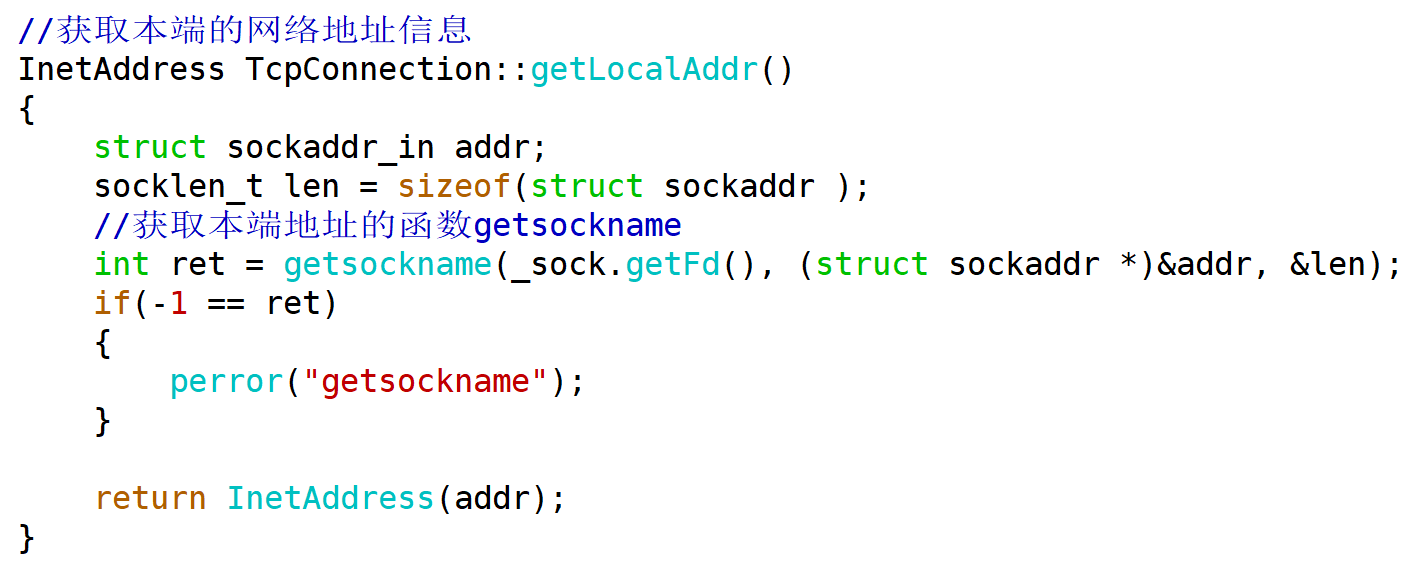 //获取本端的网络地址信息
InetAddress TcpConnection::getLocalAddr()
{
    struct sockaddr_in addr;
    socklen_t len = sizeof(struct sockaddr );
    //获取本端地址的函数getsockname
    int ret = getsockname(_sock.getFd(), (struct sockaddr *)&addr, &len);
    if(-1 == ret)
    {
        perror("getsockname");
    }

    return InetAddress(addr);
}